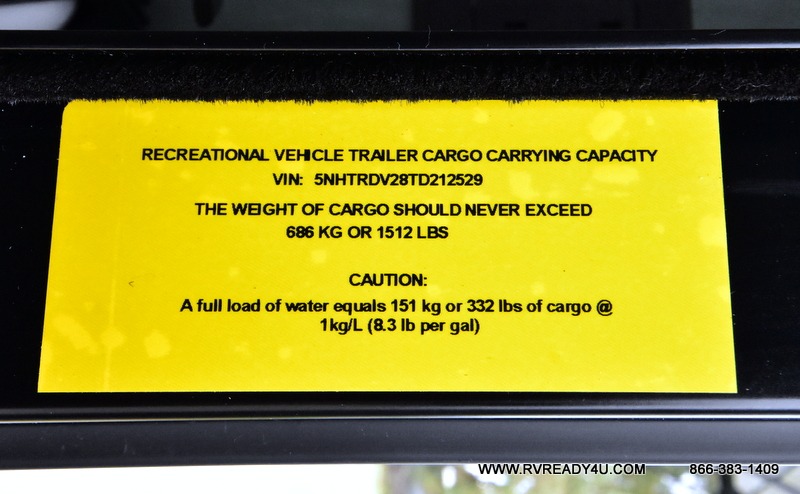 RECREATIONAL VEHICLE TRAILER CARGO CARRYING CAPACITY
VIN: 5NHTRDV28TD212529
THE WEIGHT OF CARGO SHOULD NEVER EXCEED
686 KG OR 1512 LBS
CAUTION:
A full load of water equals 151 kg or 332 lbs of cargo @
1kg/L (8.3 lb per gal)
WWW.RVREADY4U.COM 866-383-1409